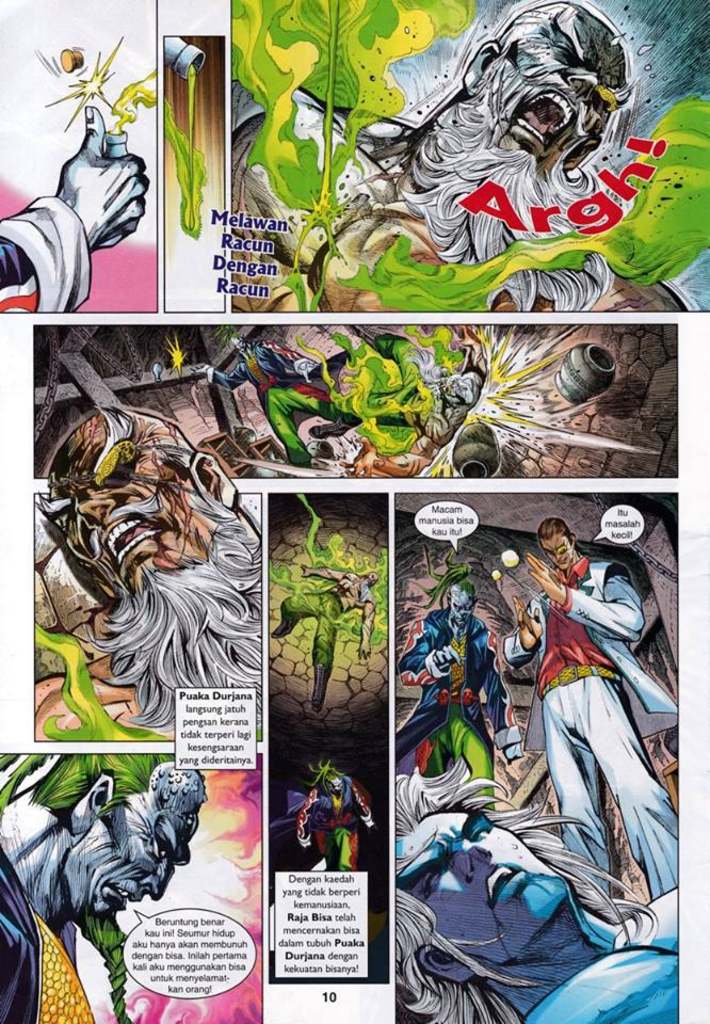 Argh!
Melawan
Racun
Dengan
Racun
Puaka Durjana
langsung jatuh
pengsan kerana
tidak terperi lagi
kesengsaraan
yang dideritainya.
Dengan kaedah
yang tidak berperi
kemanusiaan,
Raja Bisa telah
mencernakan bisa
dalam tubuh Puaka
Durjana dengan
kekuatan bisanya!
Macam
manusia bisa
kau itu!
Itu
masalah
kecil!
Beruntung benar
kau ini! Seumur hidup
aku hanya akan membunuh
dengan bisa. Inilah pertama
kali aku menggunakan bisa
untuk menyelamat-
kan orang!
10